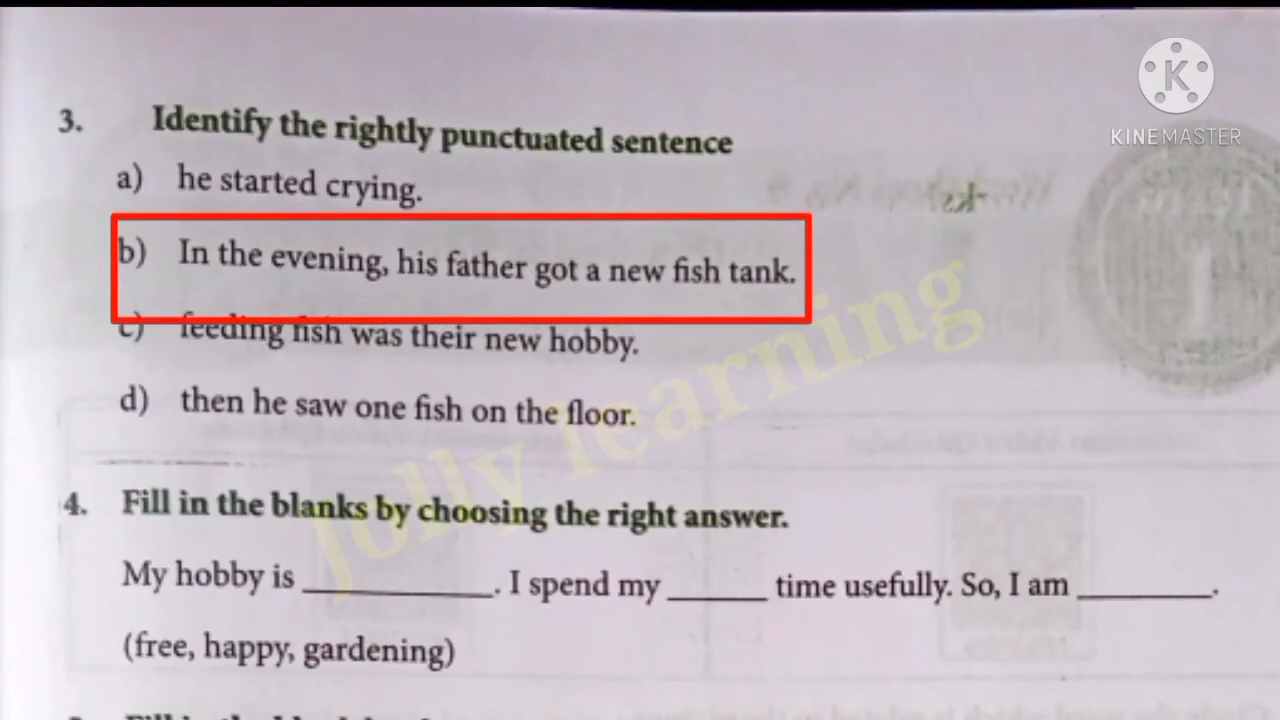 KINEMASTER
3. Identify the rightly punctuated sentence
a) he started crying.
b) In the evening, his father got a new fish tank.
c) feeding fish was their new hobby.
d) then he saw one fish on the floor.
Jolly learning
4. Fill in the blanks by choosing the right answer.
My hobby is __________. I spend my ______ time usefully. So, I am ________.
(free, happy, gardening)